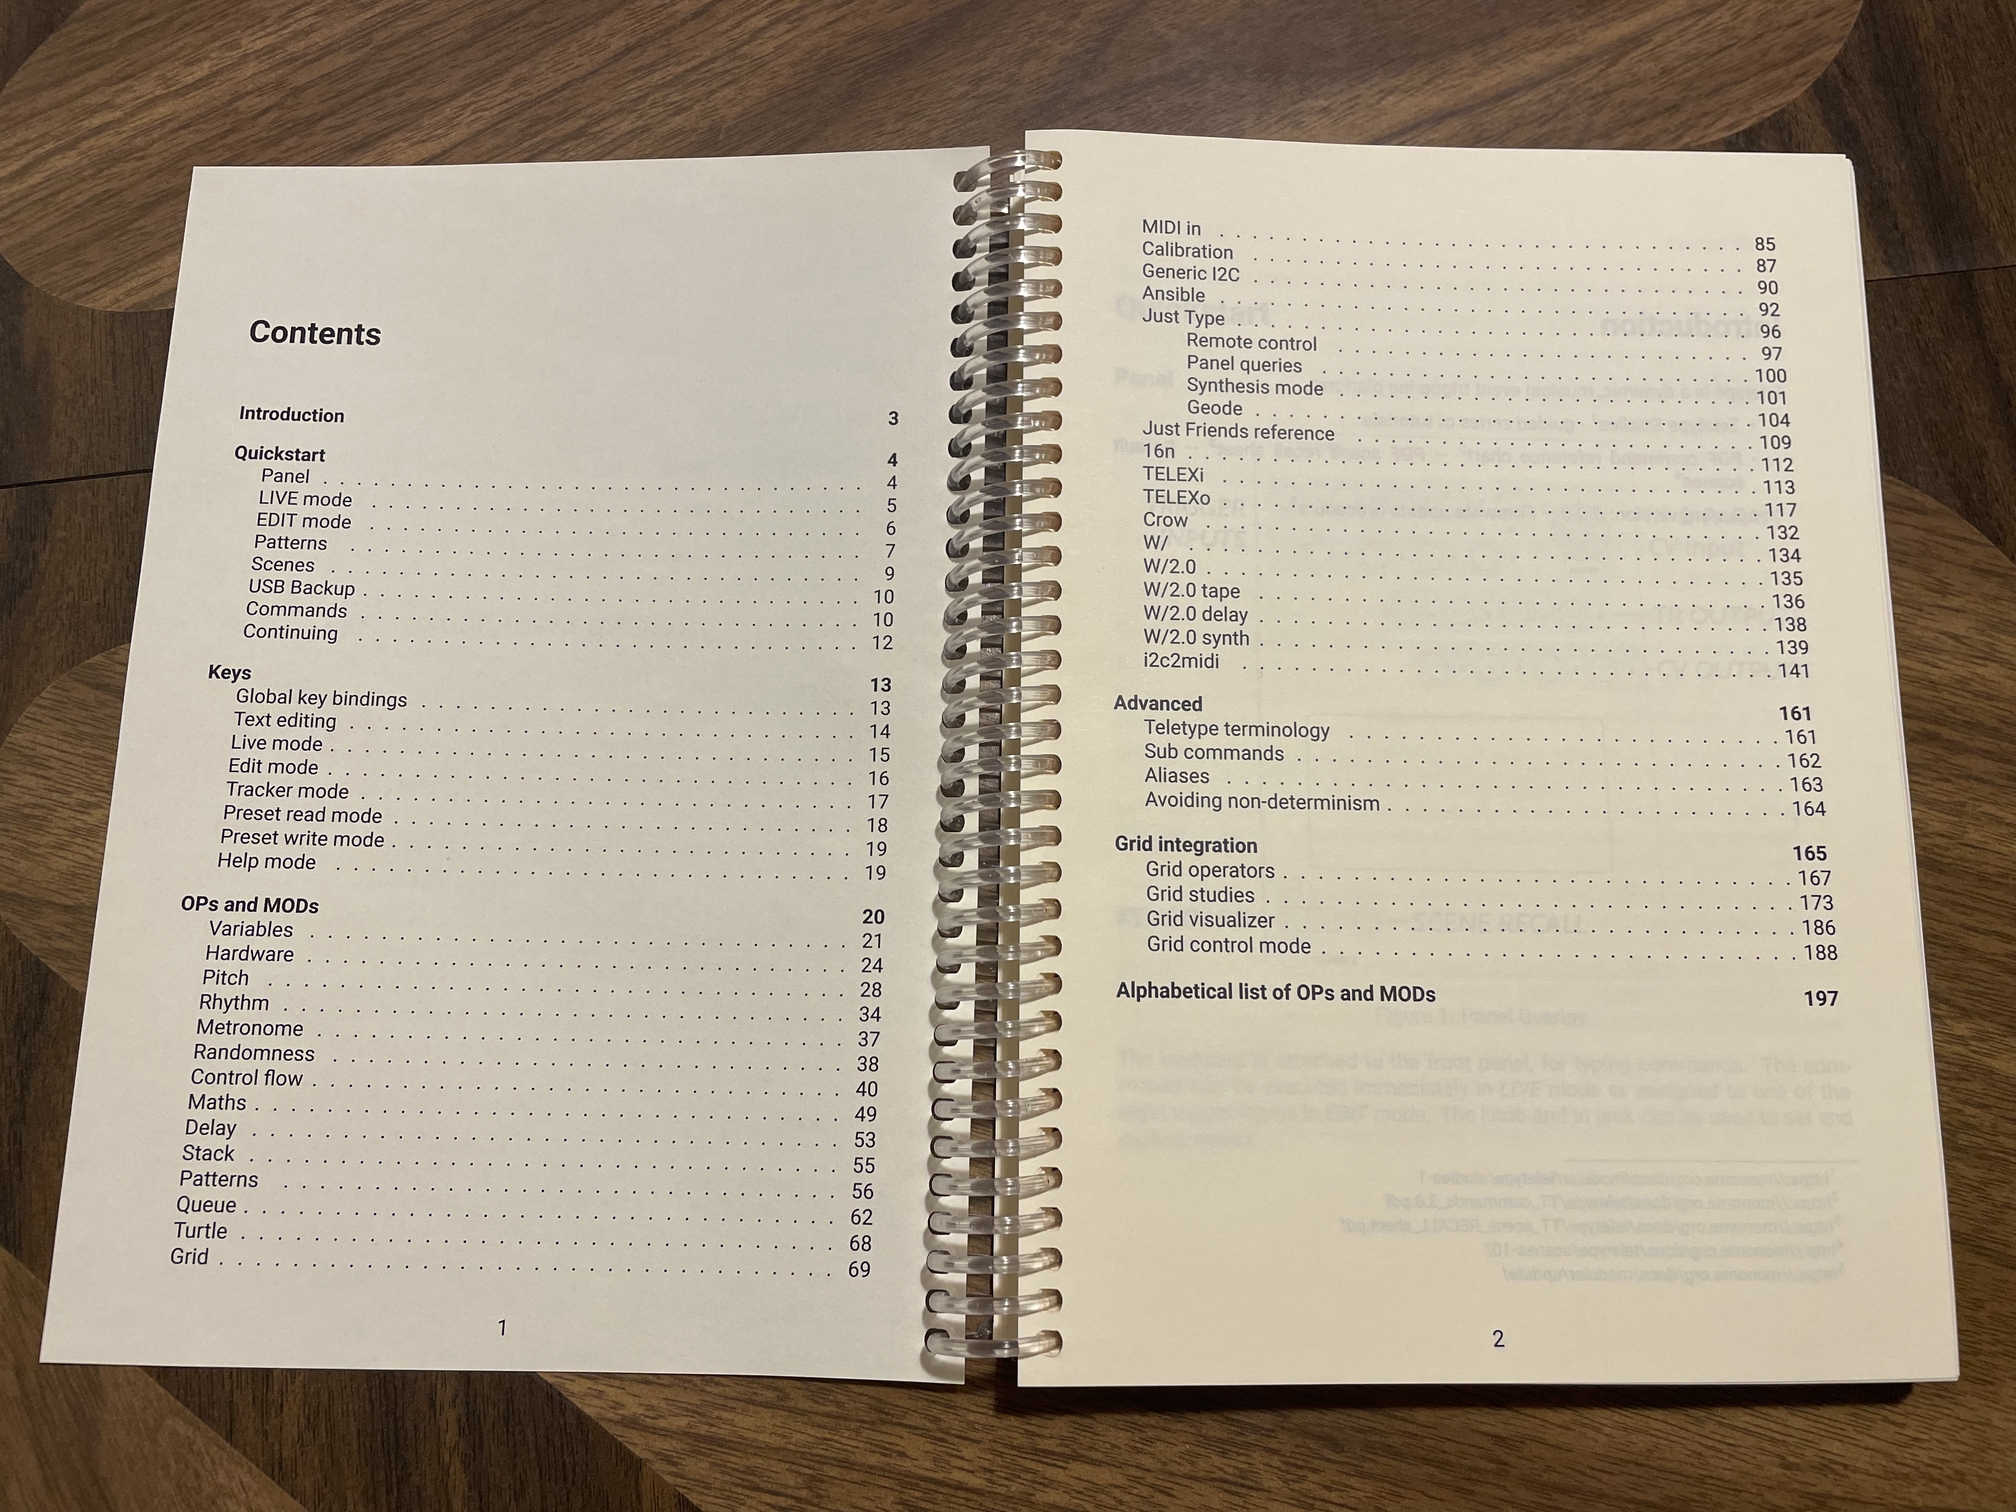 Contents
Introduction 3
Quickstart 4
Panel . . . . . . . . . . 4
LIVE mode . . . . . . . . . . 5
EDIT mode . . . . . . . . . . 6
Patterns . . . . . . . . . . 7
Scenes . . . . . . . . . . 9
USB Backup . . . . . . . . . . 10
Commands . . . . . . . . . . 10
Continuing . . . . . . . . . . 12
Keys 13
Global key bindings . . . . . . . . . . 13
Text editing . . . . . . . . . . 14
Live mode . . . . . . . . . . 15
Edit mode . . . . . . . . . . 16
Tracker mode . . . . . . . . . . 17
Preset read mode . . . . . . . . . . 18
Preset write mode . . . . . . . . . . 19
Help mode . . . . . . . . . . 19
OPs and MODs 20
Variables . . . . . . . . . . 21
Hardware . . . . . . . . . . 24
Pitch . . . . . . . . . . 28
Rhythm . . . . . . . . . . 34
Metronome . . . . . . . . . . 37
Randomness . . . . . . . . . . 38
Control flow . . . . . . . . . . 40
Maths . . . . . . . . . . 49
Delay . . . . . . . . . . 53
Stack . . . . . . . . . . 55
Patterns . . . . . . . . . . 56
Queue . . . . . . . . . . 62
Turtle . . . . . . . . . . 68
Grid . . . . . . . . . . 69
1
MIDI in . . . . . . . . . . 85
Calibration . . . . . . . . . . 87
Generic I2C . . . . . . . . . . 90
Ansible . . . . . . . . . . 92
Just Type . . . . . . . . . . 96
Remote control . . . . . . . . . . 97
Panel queries . . . . . . . . . . 100
Synthesis mode . . . . . . . . . . 101
Geode . . . . . . . . . . 104
Just Friends reference . . . . . . . . . . 109
16n . . . . . . . . . . 112
TELEXi . . . . . . . . . . 113
TELEXo . . . . . . . . . . 117
Crow . . . . . . . . . . 132
W/ . . . . . . . . . . 134
W/2.0 . . . . . . . . . . 135
W/2.0 tape . . . . . . . . . . 136
W/2.0 delay . . . . . . . . . . 138
W/2.0 synth . . . . . . . . . . 139
i2c2midi . . . . . . . . . . 141
Advanced 161
Teletype terminology . . . . . . . . . . 161
Sub commands . . . . . . . . . . 162
Aliases . . . . . . . . . . 163
Avoiding non-determinism . . . . . . . . . . 164
Grid integration 165
Grid operators . . . . . . . . . . 167
Grid studies . . . . . . . . . . 173
Grid visualizer . . . . . . . . . . 186
Grid control mode . . . . . . . . . . 188
Alphabetical list of OPs and MODs 197
2